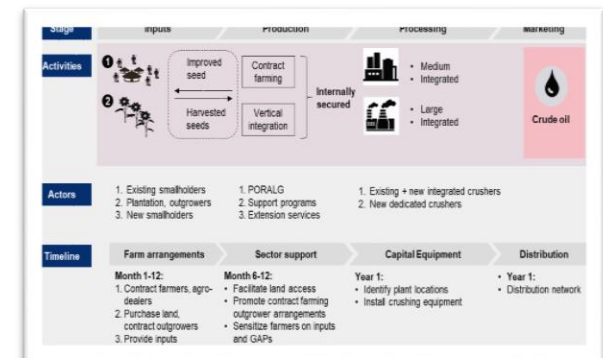 Stage Inputs Production Processing Marketing
Activities
1
Improved
seed
Contract
farming
2
Harvested
seeds
Vertical
integration
Internally
secured
• Medium
• Integrated
• Large
• Integrated
Crude oil
Actors
1. Existing smallholders
2. Plantation, outgrowers
3. New smallholders
1. PORALG
2. Support programs
3. Extension services
1. Existing + new integrated crushers
2. New dedicated crushers
Timeline
Farm arrangements
Month 1-12:
1. Contract farmers, agro-
dealers
2. Purchase land,
contract outgrowers
3. Provide inputs
Sector support
Month 6-12:
• Facilitate land access
• Promote contract farming
outgrower arrangements
• Sensitize farmers on inputs
and GAPs
Capital Equipment
Year 1:
• Identify plant locations
• Install crushing equipment
Distribution
• Year 1:
• Distribution network